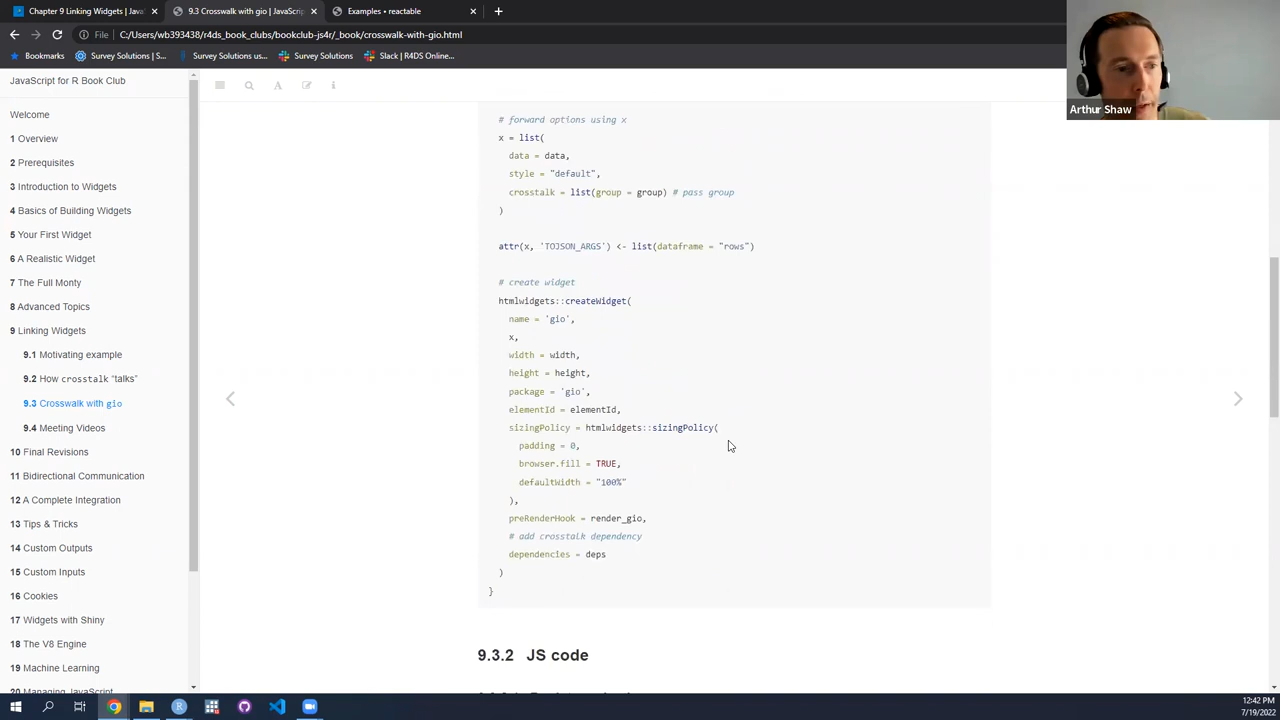 Chapter 9 Linking Widgets | Java
9.3 Crosswalk with gio | JavaScrip
Examples • reactable
File
C:/Users/wb393438/r4ds_book_clubs/bookclub-js4r/_book/crosswalk-with-gio.html
Bookmarks
Survey Solutions | S...
Survey Solutions us...
Survey Solutions
Slack | R4DS Online...
Arthur Shaw
JavaScript for R Book Club
Welcome
1 Overview
2 Prerequisites
3 Introduction to Widgets
4 Basics of Building Widgets
5 Your First Widget
6 A Realistic Widget
7 The Full Monty
8 Advanced Topics
9 Linking Widgets
9.1 Motivating example
9.2 How crosstalk “talks”
9.3 Crosswalk with gio
9.4 Meeting Videos
10 Final Revisions
11 Bidirectional Communication
12 A Complete Integration
13 Tips & Tricks
14 Custom Outputs
15 Custom Inputs
16 Cookies
17 Widgets with Shiny
18 The V8 Engine
19 Machine Learning
20 Managing JavaScript
# forward options using x
x = list(
data = data,
style = "default",
crosstalk = list(group = group) # pass group
)
attr(x, 'TOJSON_ARGS') <- list(dataframe = "rows")
# create widget
htmlwidgets::createWidget(
name = 'gio',
x,
width = width,
height = height,
package = 'gio',
elementId = elementId,
sizingPolicy = htmlwidgets::sizingPolicy(
padding = 0,
browser.fill = TRUE,
defaultWidth = "100%"
),
preRenderHook = render_gio,
# add crosstalk dependency
dependencies = deps
)
}
9.3.2 JS code
12:42 PM
7/19/2022